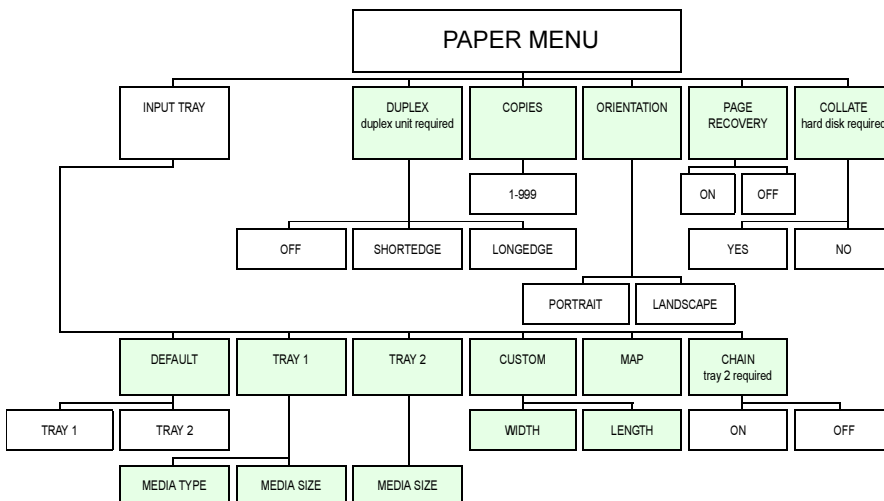 PAPER MENU
INPUT TRAY
DUPLEX
duplex unit required
COPIES
ORIENTATION
PAGE
RECOVERY
COLLATE
hard disk required
1-999
ON
OFF
OFF
SHORTEDGE
LONGEDGE
YES
NO
PORTRAIT
LANDSCAPE
DEFAULT
TRAY 1
TRAY 2
CUSTOM
MAP
CHAIN
tray 2 required
TRAY 1
TRAY 2
WIDTH
LENGTH
ON
OFF
MEDIA TYPE
MEDIA SIZE
MEDIA SIZE